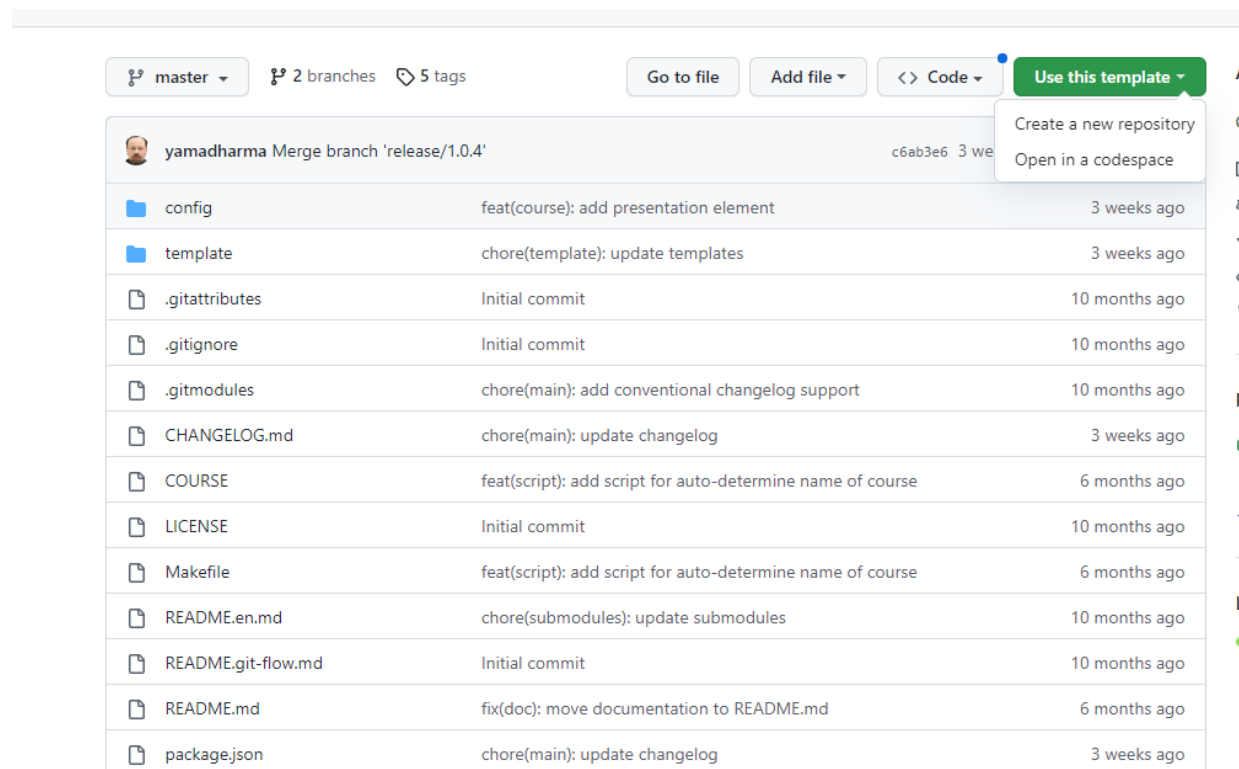 master 2 branches 5 tags Go to file Add file Code Use this template
Create a new repository
Open in a codespace
yamadharma Merge branch 'release/1.0.4' c6ab3e6 3 we
config feat(course): add presentation element 3 weeks ago
template chore(template): update templates 3 weeks ago
.gitattributes Initial commit 10 months ago
.gitignore Initial commit 10 months ago
.gitmodules chore(main): add conventional changelog support 10 months ago
CHANGELOG.md chore(main): update changelog 3 weeks ago
COURSE feat(script): add script for auto-determine name of course 6 months ago
LICENSE Initial commit 10 months ago
Makefile feat(script): add script for auto-determine name of course 6 months ago
README.en.md chore(submodules): update submodules 10 months ago
README.git-flow.md Initial commit 10 months ago
README.md fix(doc): move documentation to README.md 6 months ago
package.json chore(main): update changelog 3 weeks ago